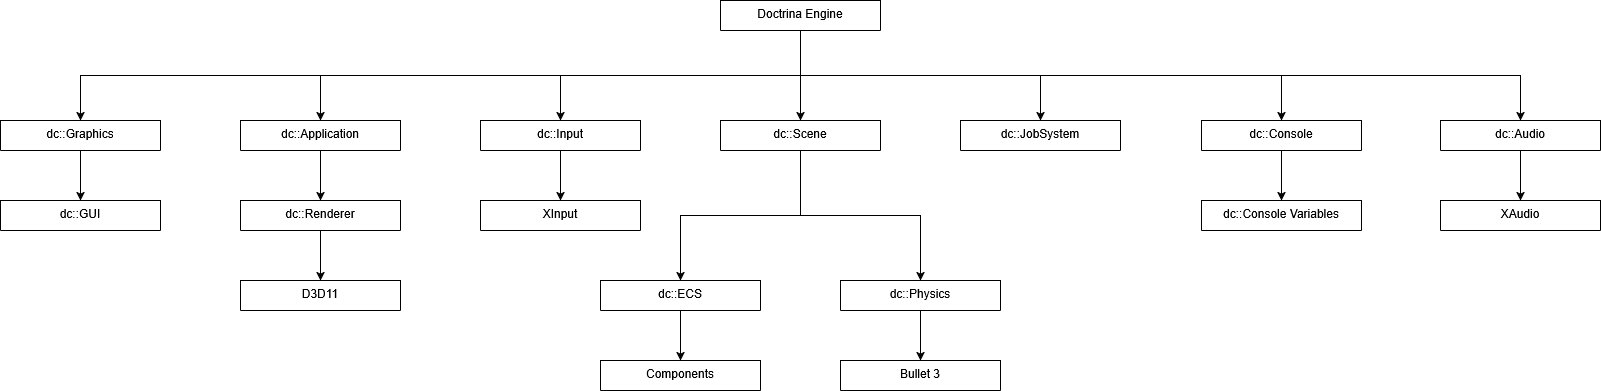 Doctrina Engine
dc::Graphics
dc::Application
dc::Input
dc::Scene
dc::JobSystem
dc::Console
dc::Audio
dc::GUI
dc::Renderer
XInput
dc::Console Variables
XAudio
D3D11
dc::ECS
dc::Physics
Components
Bullet 3